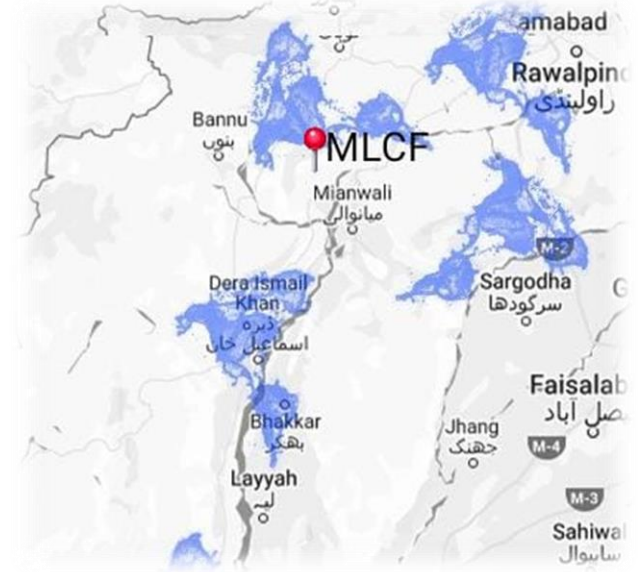 amabad
Rawalpind
راولپنڈی
Bannu
بنوں
MLCF
Mianwali
میانوالی
M-2
Dera Ismail
Khan
ڈیرہ
اسماعیل خان
Sargodha
سرگودھا
G
Faisalab
صل آباد
Bhakkar
بھکر
Jhang
جھنگ
M-4
Layyah
لیہ
M-3
Sahiwal
ساہیوال